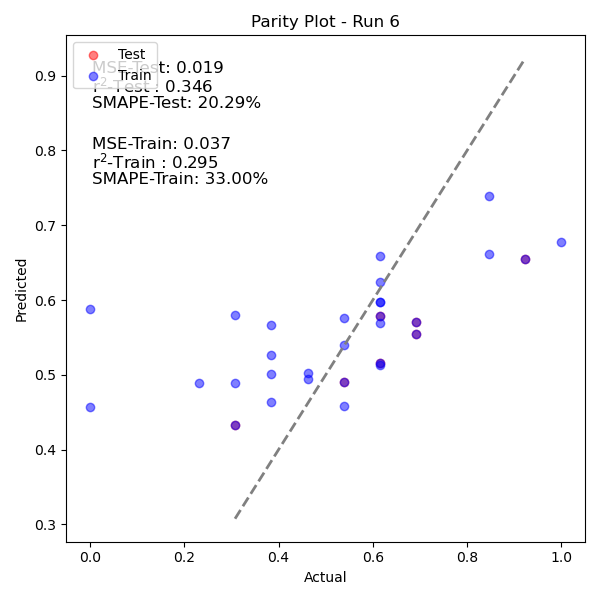 Parity Plot - Run 6
Test
Train
MSE-Test: 0.019
r²-Test : 0.346
SMAPE-Test: 20.29%
MSE-Train: 0.037
r²-Train : 0.295
SMAPE-Train: 33.00%
Predicted
0.9
0.8
0.7
0.6
0.5
0.4
0.3
0.0 0.2 0.4 0.6 0.8 1.0
Actual